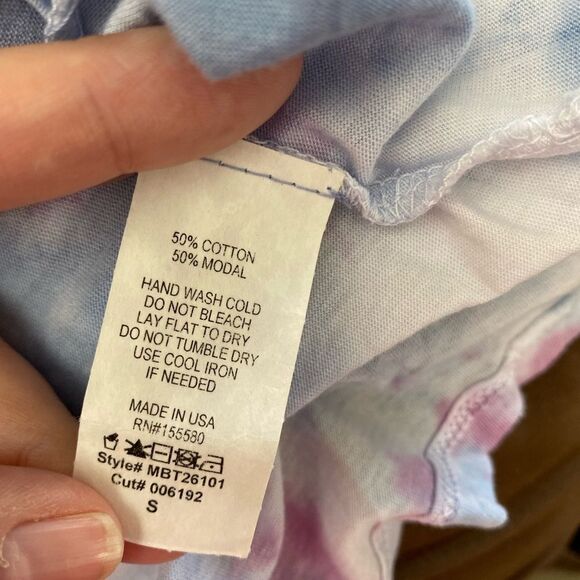 50% COTTON
50% MODAL
HAND WASH COLD
DO NOT BLEACH
LAY FLAT TO DRY
DO NOT TUMBLE DRY
USE COOL IRON
IF NEEDED
MADE IN USA
RN#155580
Style# MBT26101
Cut# 006192
S